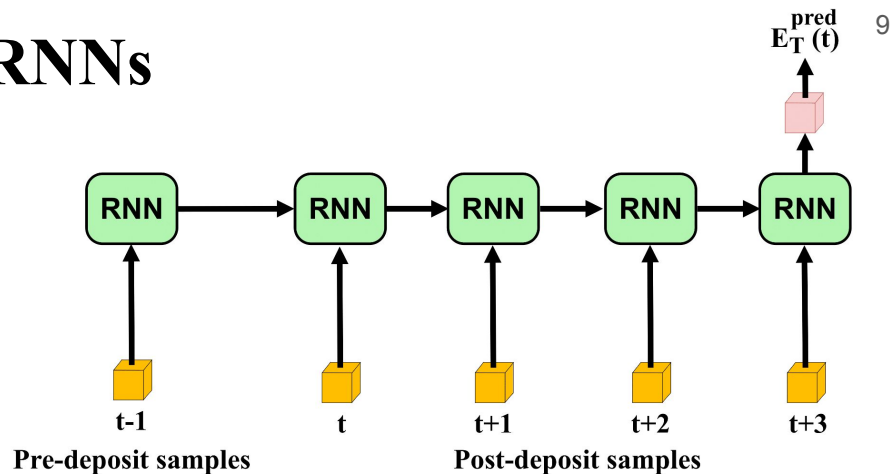 RNNs
9
E_T^pred (t)
RNN RNN RNN RNN RNN
t-1 t t+1 t+2 t+3
Pre-deposit samples Post-deposit samples